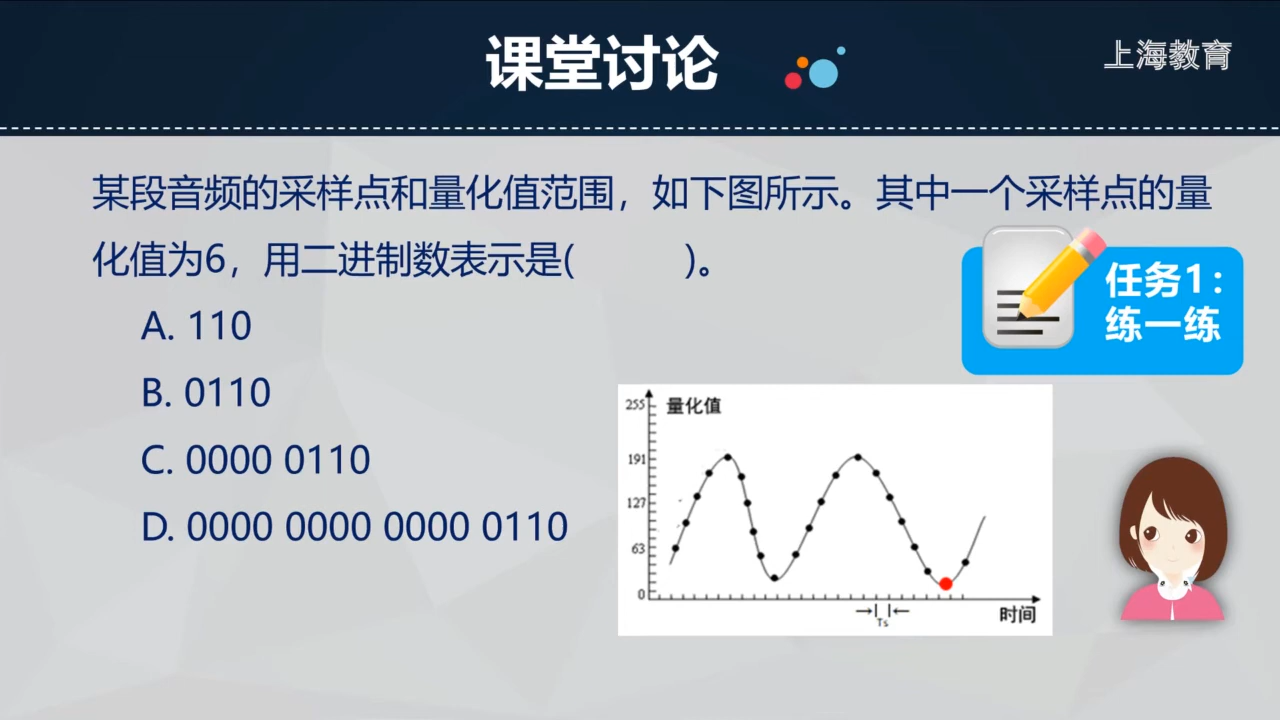 课堂讨论
上海教育
某段音频的采样点和量化值范围，如下图所示。其中一个采样点的量
化值为6，用二进制数表示是(          )。
任务1：
练一练
A. 110
B. 0110
C. 0000 0110
D. 0000 0000 0000 0110
255
量化值
191
127
63
0
Ts
时间